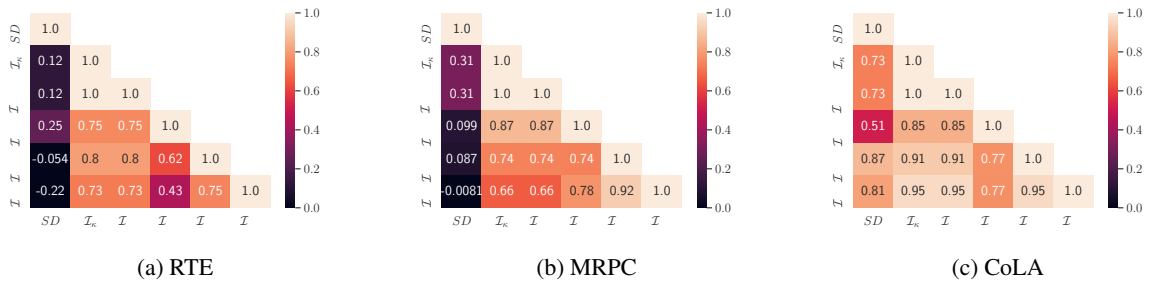 SD 1.0
𝓘κ 0.12 1.0
𝓘 0.12 1.0 1.0
𝓘 0.25 0.75 0.75 1.0
𝓘 -0.054 0.8 0.8 0.62 1.0
𝓘 -0.22 0.73 0.73 0.43 0.75 1.0
SD 𝓘κ 𝓘 𝓘 𝓘 𝓘
1.0
0.8
0.6
0.4
0.2
0.0
(a) RTE
SD 1.0
𝓘κ 0.31 1.0
𝓘 0.31 1.0 1.0
𝓘 0.099 0.87 0.87 1.0
𝓘 0.087 0.74 0.74 0.74 1.0
𝓘 -0.0081 0.66 0.66 0.78 0.92 1.0
SD 𝓘κ 𝓘 𝓘 𝓘 𝓘
1.0
0.8
0.6
0.4
0.2
0.0
(b) MRPC
SD 1.0
𝓘κ 0.73 1.0
𝓘 0.73 1.0 1.0
𝓘 0.51 0.85 0.85 1.0
𝓘 0.87 0.91 0.91 0.77 1.0
𝓘 0.81 0.95 0.95 0.77 0.95 1.0
SD 𝓘κ 𝓘 𝓘 𝓘 𝓘
1.0
0.8
0.6
0.4
0.2
0.0
(c) CoLA